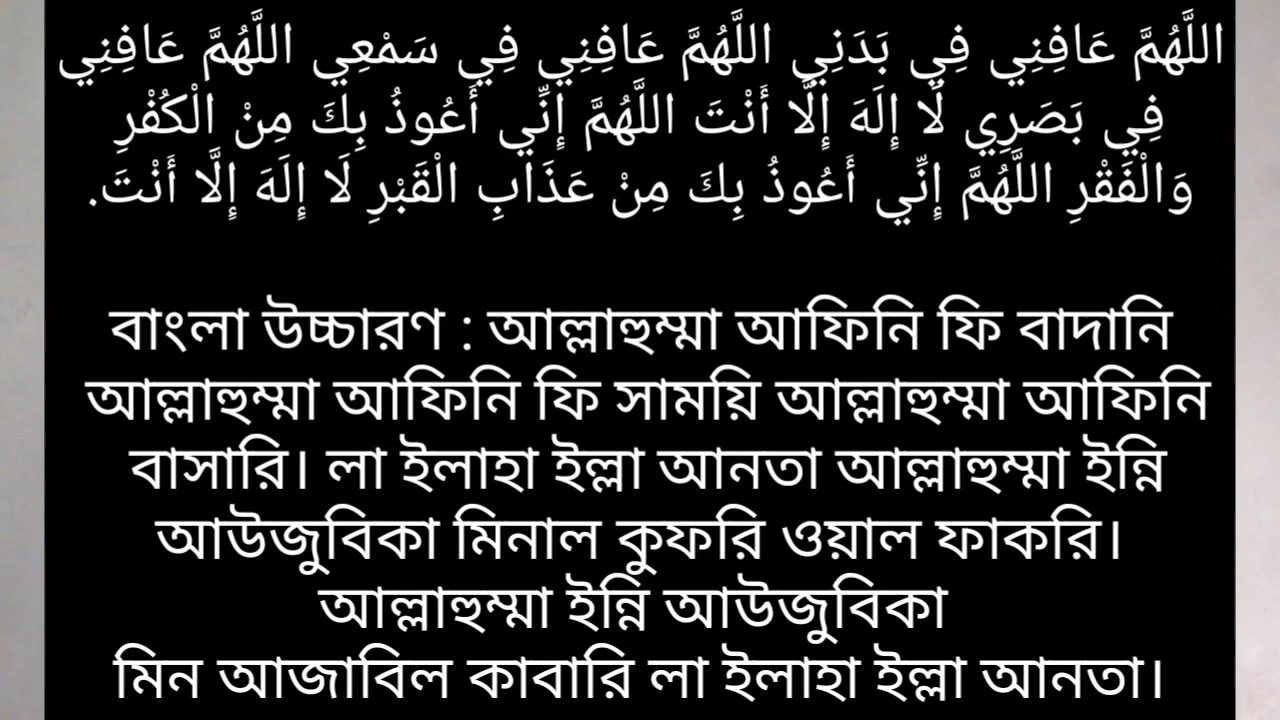 اللَّهُمَّ عَافِنِي فِي بَدَنِي اللَّهُمَّ عَافِنِي فِي سَمْعِي اللَّهُمَّ عَافِنِي
فِي بَصَرِي لَا إِلَهَ إِلَّا أَنْتَ اللَّهُمَّ إِنِّي أَعُوذُ بِكَ مِنْ الْكُفْرِ
وَالْفَقْرِ اللَّهُمَّ إِنِّي أَعُوذُ بِكَ مِنْ عَذَابِ الْقَبْرِ لَا إِلَهَ إِلَّا أَنْتَ.
বাংলা উচ্চারণ : আল্লাহুম্মা আফিনি ফি বাদানি
আল্লাহুম্মা আফিনি ফি সাময়ি আল্লাহুম্মা আফিনি
বাসারি। লা ইলাহা ইল্লা আনতা আল্লাহুম্মা ইন্নি
আউজুবিকা মিনাল কুফরি ওয়াল ফাকরি।
আল্লাহুম্মা ইন্নি আউজুবিকা
মিন আজাবিল কাবারি লা ইলাহা ইল্লা আনতা।